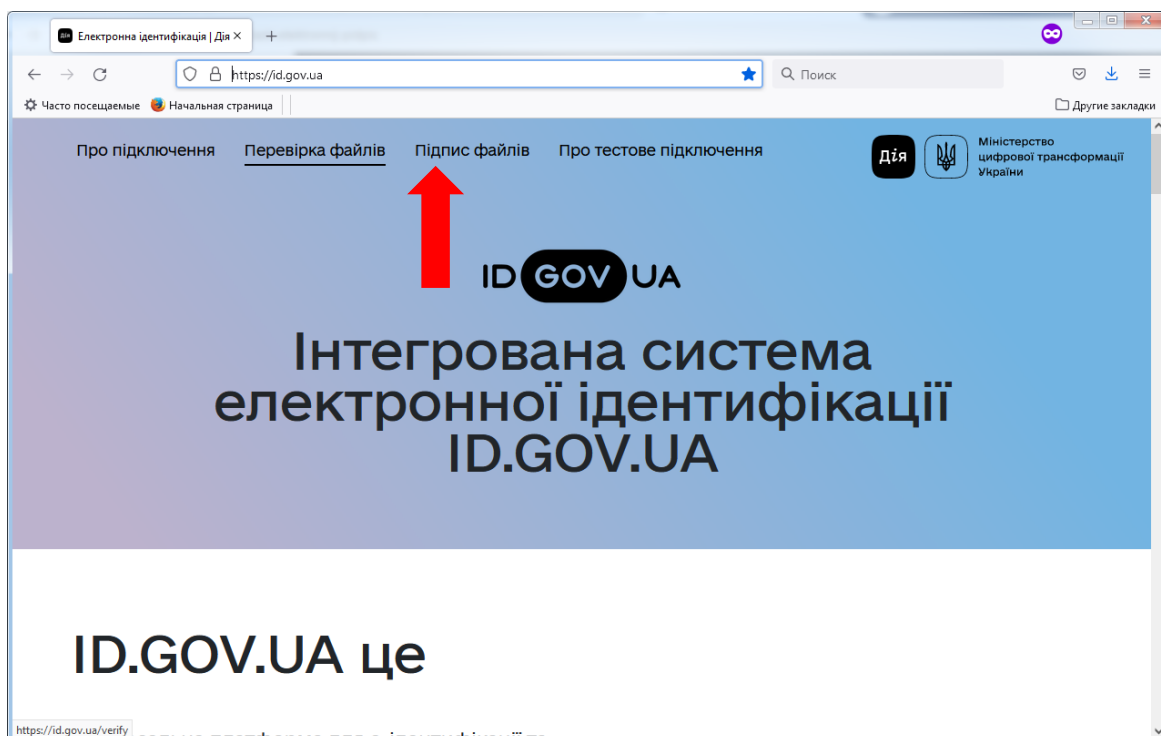 Електронна ідентифікація | Дія
https://id.gov.ua
Поиск
Часто посещаемые
Начальная страница
Другие закладки
Про підключення
Перевірка файлів
Підпис файлів
Про тестове підключення
Дія
Міністерство
цифрової трансформації
України
ID GOV UA
Інтегрована система
електронної ідентифікації
ID.GOV.UA
ID.GOV.UA це
https://id.gov.ua/verify